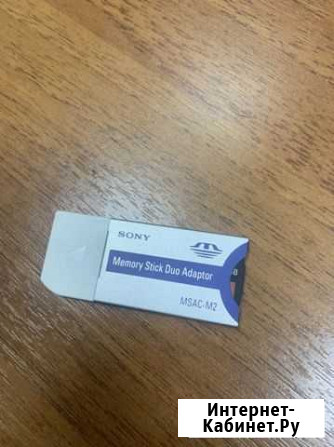 SONY
Memory Stick Duo Adaptor
MSAC-M2
Интернет-
Кабинет.Ру